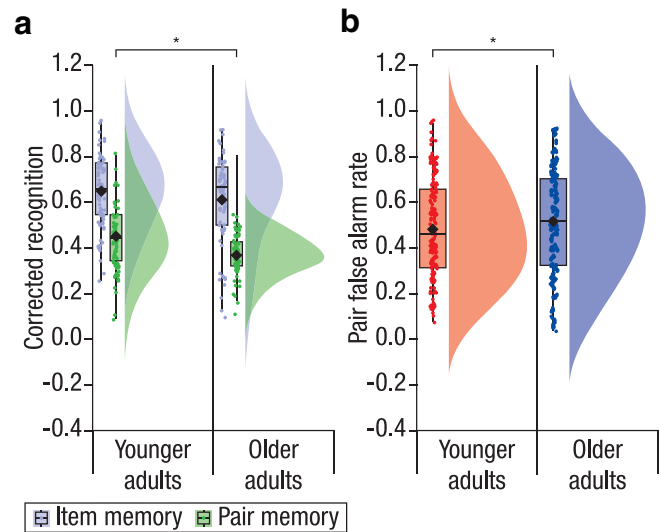 a
*
Corrected recognition
1.2
1.0
0.8
0.6
0.4
0.2
0.0
-0.2
-0.4
Younger adults
Older adults
Item memory
Pair memory
b
*
Pair false alarm rate
1.2
1.0
0.8
0.6
0.4
0.2
0.0
-0.2
-0.4
Younger adults
Older adults